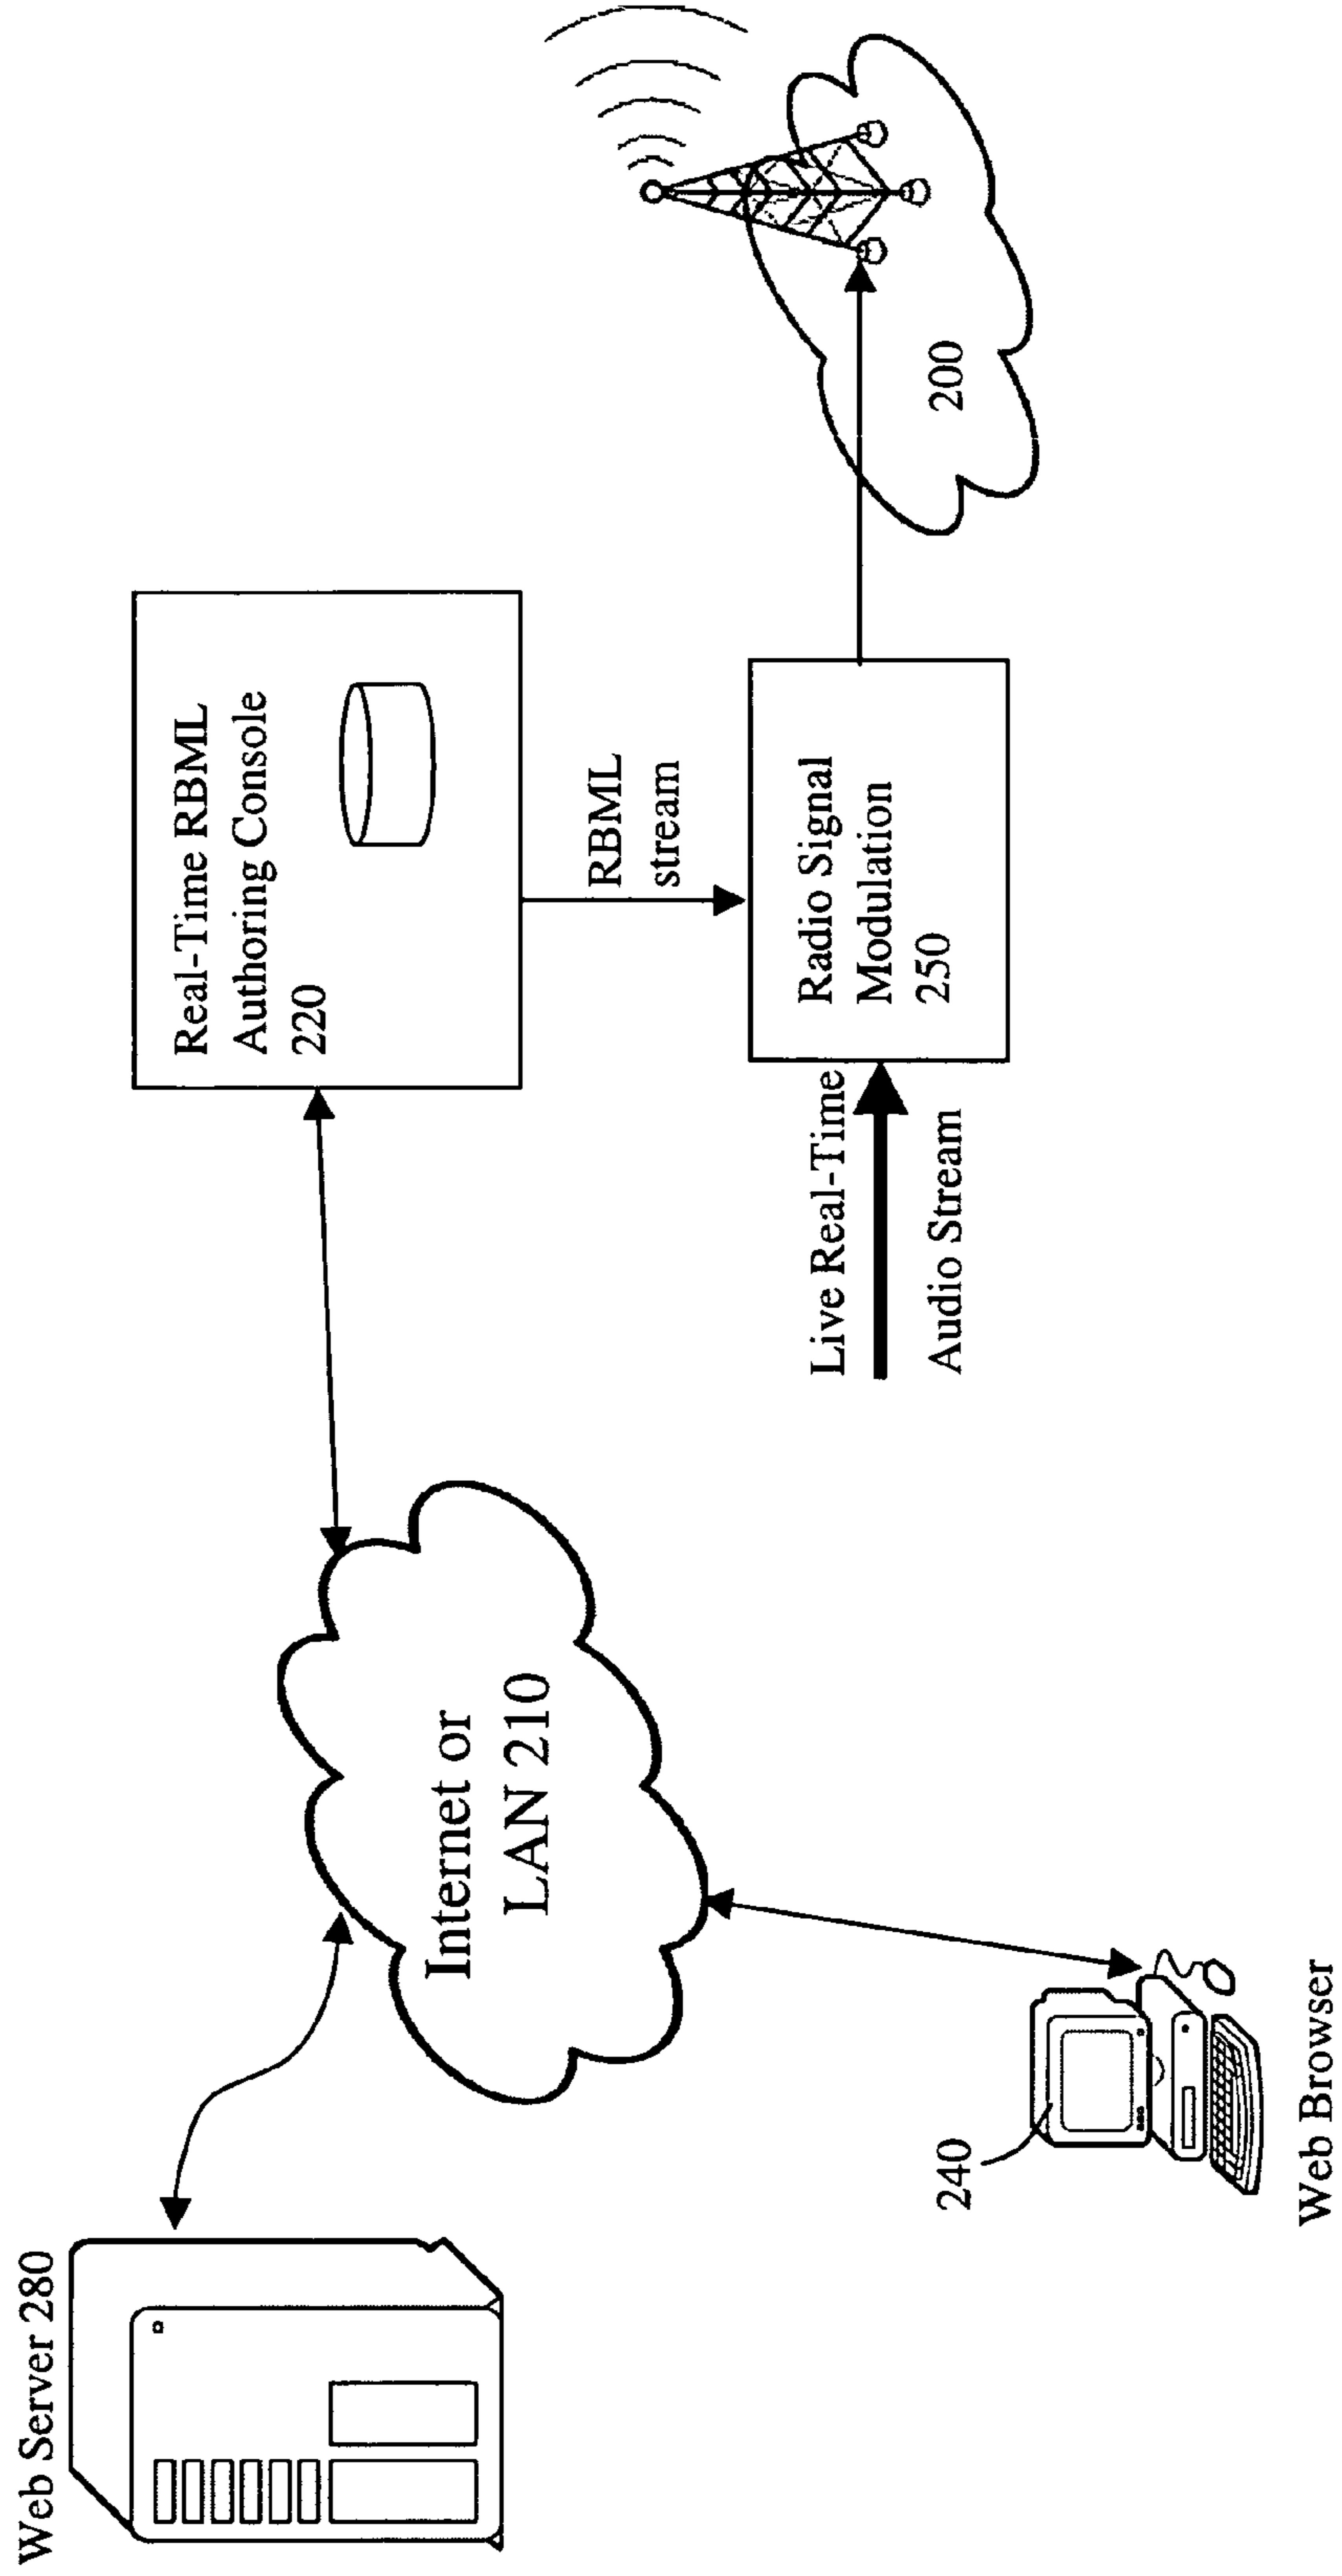 Web Server 280
Internet or
LAN 210
Real-Time RBML
Authoring Console
220
RBML
stream
Live Real-Time
Audio Stream
Radio Signal
Modulation
250
200
240
Web Browser